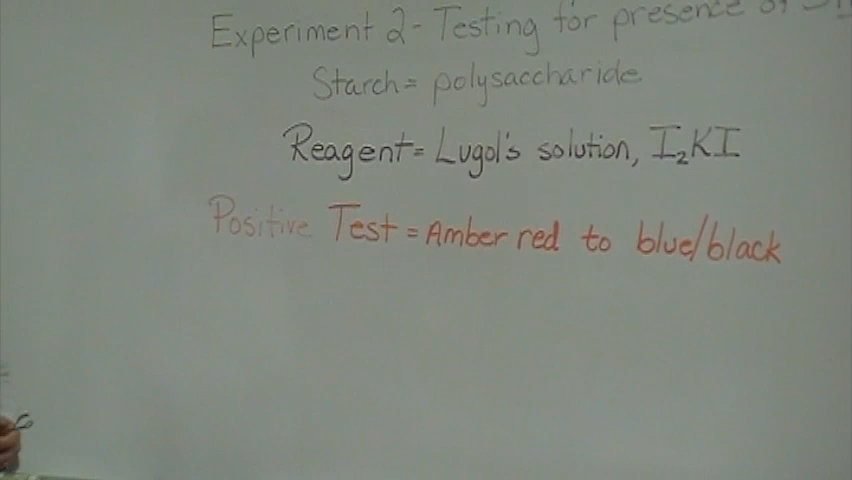 Experiment 2- Testing for presence of
Starch= polysaccharide
Reagent= Lugol's solution, I₂KI
Positive Test = Amber red to blue/black